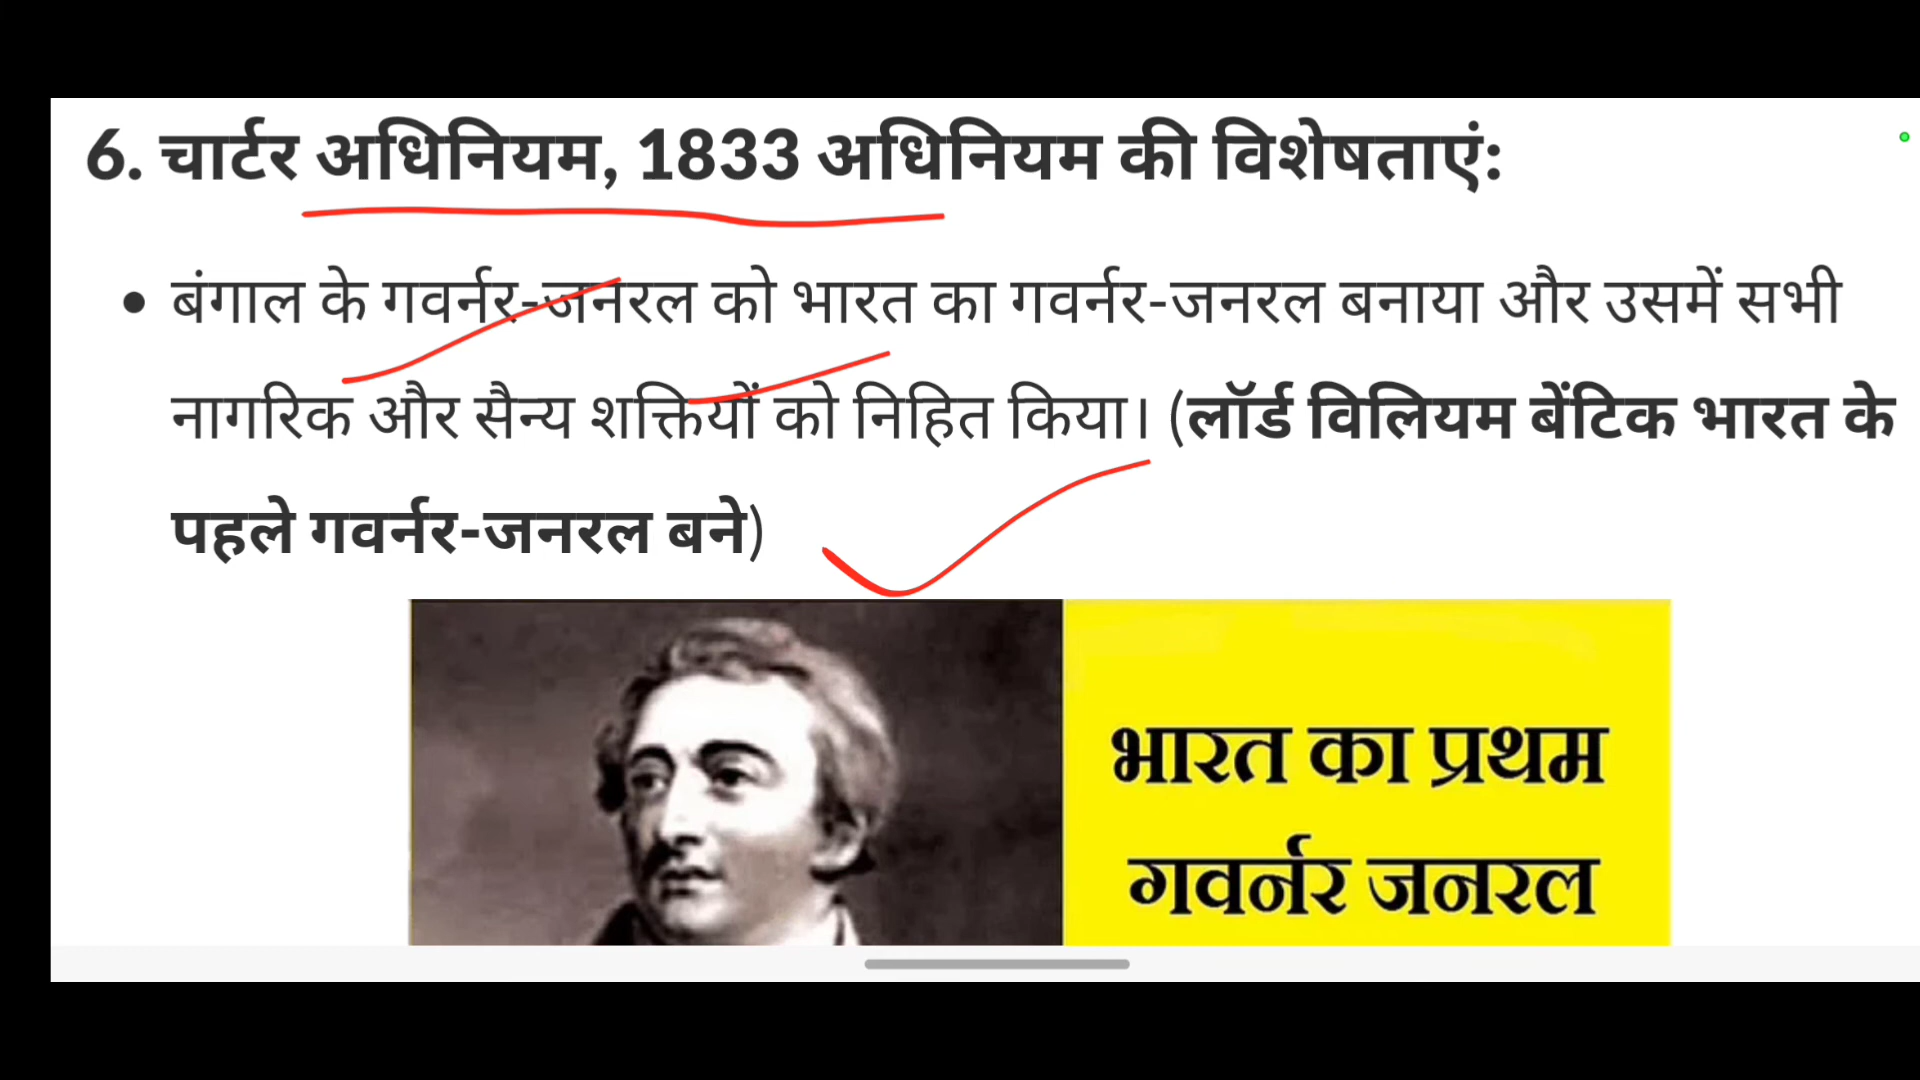 6. चार्टर अधिनियम, 1833 अधिनियम की विशेषताएं:
• बंगाल के गवर्नर-जनरल को भारत का गवर्नर-जनरल बनाया और उसमें सभी
नागरिक और सैन्य शक्तियों को निहित किया। (लॉर्ड विलियम बेंटिक भारत के
पहले गवर्नर-जनरल बने)
भारत का प्रथम
गवर्नर जनरल